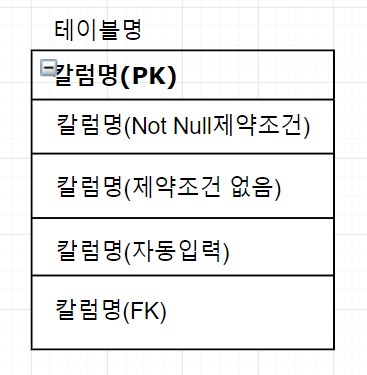 테이블명
칼럼명(PK)
칼럼명(Not Null제약조건)
칼럼명(제약조건 없음)
칼럼명(자동입력)
칼럼명(FK)